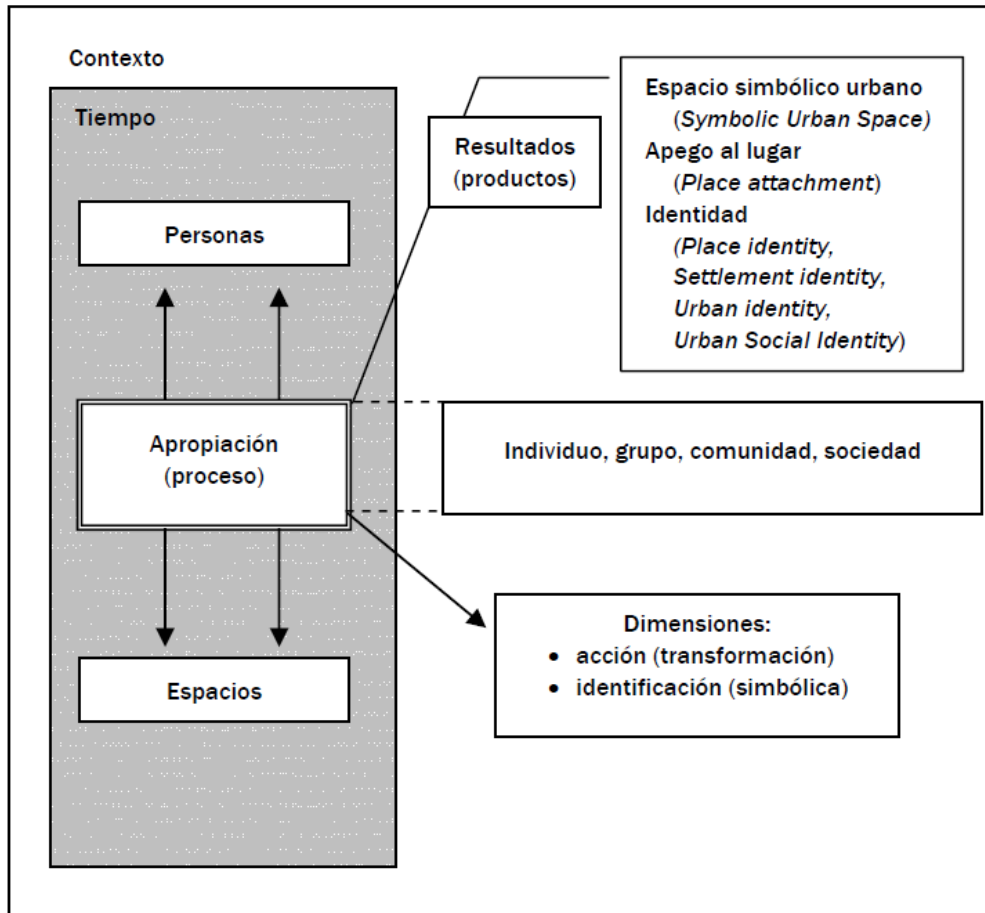 Contexto
Tiempo
Personas
Apropiación
(proceso)
Espacios
Resultados
(productos)
Espacio simbólico urbano
(Symbolic Urban Space)
Apego al lugar
(Place attachment)
Identidad
(Place identity,
Settlement identity,
Urban identity,
Urban Social Identity)
Individuo, grupo, comunidad, sociedad
Dimensiones:
• acción (transformación)
• identificación (simbólica)